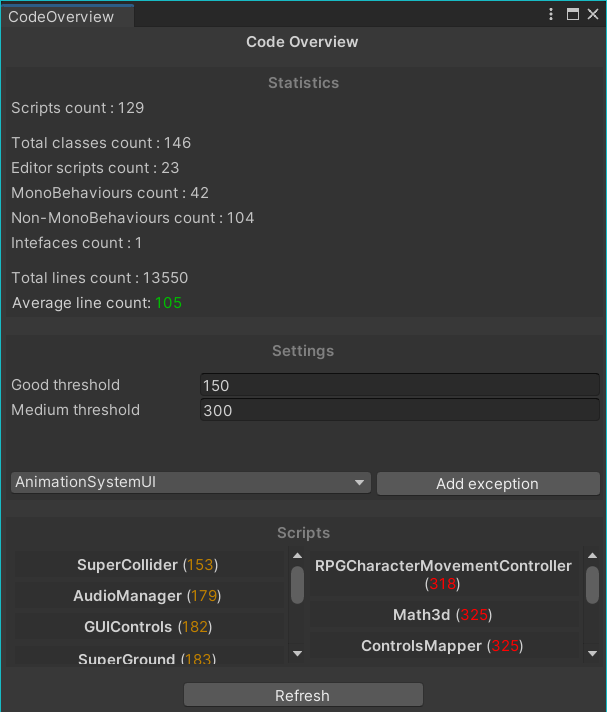 CodeOverview
Code Overview
Statistics
Scripts count : 129
Total classes count : 146
Editor scripts count : 23
MonoBehaviours count : 42
Non-MonoBehaviours count : 104
Intefaces count : 1
Total lines count : 13550
Average line count: 105
Settings
Good threshold 150
Medium threshold 300
AnimationSystemUI Add exception
Scripts
SuperCollider (153)
AudioManager (179)
GUIControls (182)
SuperGround (183)
RPGCharacterMovementController
(318)
Math3d (325)
ControlsMapper (325)
Refresh